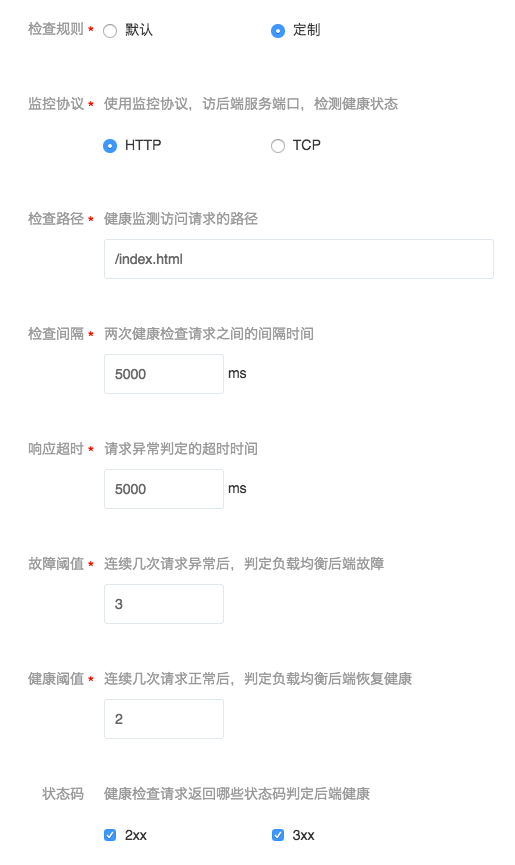 检查规则 * 默认 定制
监控协议 * 使用监控协议，访后端服务端口，检测健康状态
HTTP TCP
检查路径 * 健康监测访问请求的路径
/index.html
检查间隔 * 两次健康检查请求之间的间隔时间
5000 ms
响应超时 * 请求异常判定的超时时间
5000 ms
故障阈值 * 连续几次请求异常后，判定负载均衡后端故障
3
健康阈值 * 连续几次请求正常后，判定负载均衡后端恢复健康
2
状态码 健康检查请求返回哪些状态码判定后端健康
2xx 3xx